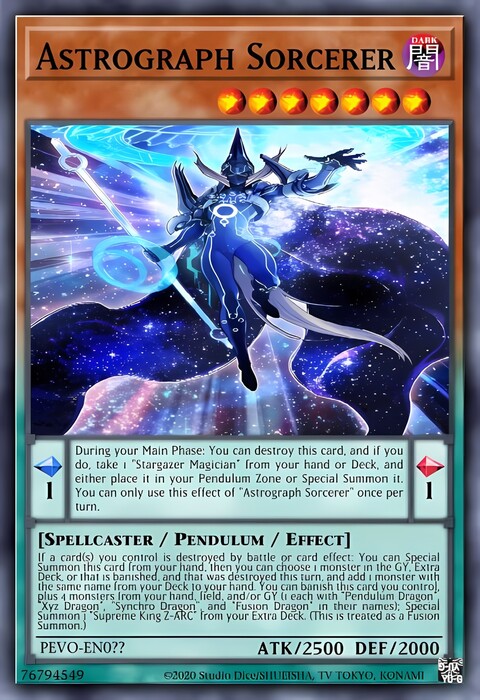 ASTROGRAPH SORCERER
DARK
闇
During your Main Phase: You can destroy this card, and if you
do, take 1 "Stargazer Magician" from your hand or Deck, and
either place it in your Pendulum Zone or Special Summon it.
You can only use this effect of "Astrograph Sorcerer" once per
turn.
1
1
[SPELLCASTER / PENDULUM / EFFECT]
If a card(s) you control is destroyed by battle or card effect: You can Special
Summon this card from your hand, then you can choose 1 monster in the GY, Extra
Deck, or that is banished, and that was destroyed this turn, and add 1 monster with
the same name from your Deck to your hand. You can banish this card you control,
plus 4 monsters from your hand, field, and/or GY (1 each with "Pendulum Dragon",
"Xyz Dragon", "Synchro Dragon", and "Fusion Dragon" in their names); Special
Summon 1 "Supreme King Z-ARC" from your Extra Deck. (This is treated as a Fusion
Summon.)
PEVO-EN0??
ATK/2500 DEF/2000
76794549
©2020 Studio Dice/SHUEISHA, TV TOKYO, KONAMI